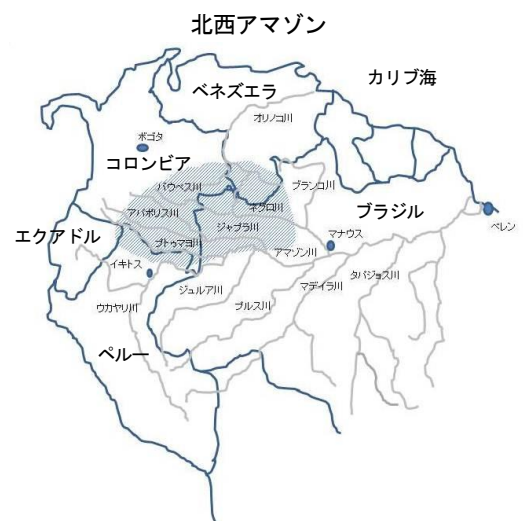 北西アマゾン
カリブ海
ベネズエラ
オリノコ川
ボゴタ
コロンビア
バウペス川
ブランコ川
アパポリス川
ネグロ川
ブラジル
ベレン
エクアドル
ジャプラ川
プトゥマヨ川
マナウス
アマゾン川
イキトス
タパジョス川
ジュルア川
マデイラ川
ウカヤリ川
プルス川
ペルー